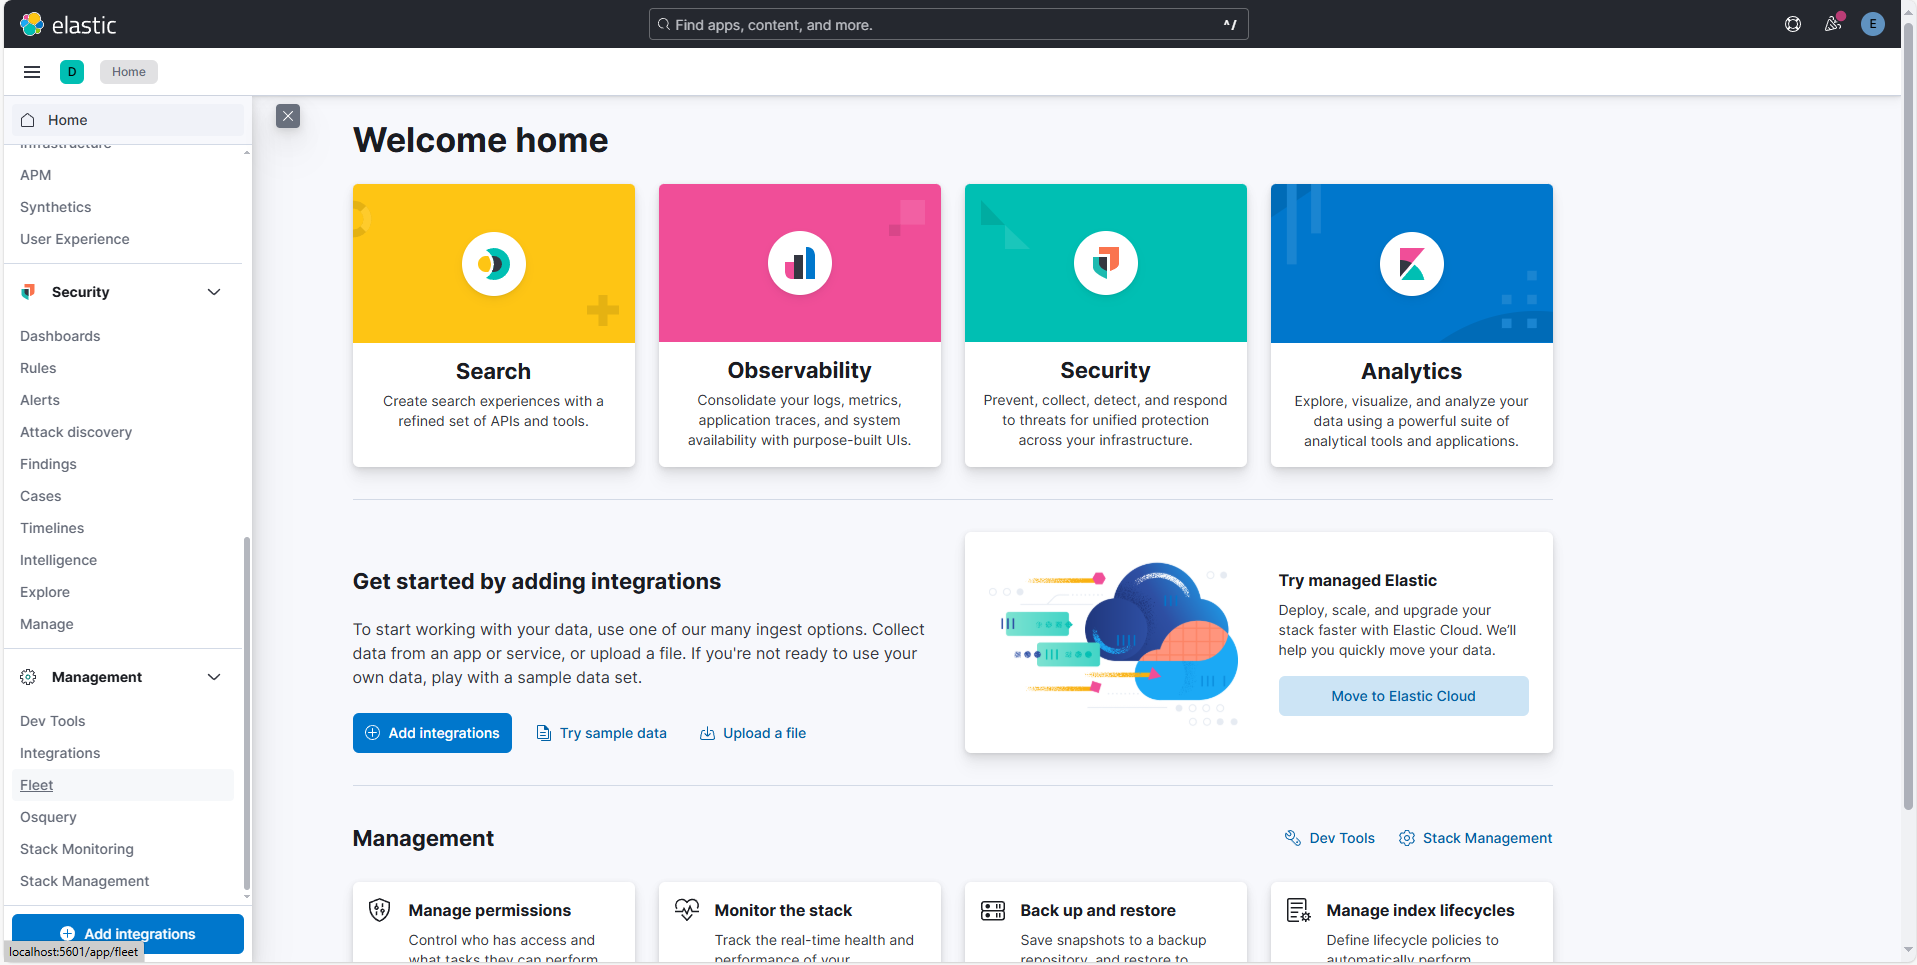 elastic
Find apps, content, and more.
^/
E
D
Home
Home
Infrastructure
APM
Synthetics
User Experience
Security
Dashboards
Rules
Alerts
Attack discovery
Findings
Cases
Timelines
Intelligence
Explore
Manage
Management
Dev Tools
Integrations
Fleet
Osquery
Stack Monitoring
Stack Management
Add integrations
localhost:5601/app/fleet
Welcome home
Search
Create search experiences with a
refined set of APIs and tools.
Observability
Consolidate your logs, metrics,
application traces, and system
availability with purpose-built UIs.
Security
Prevent, collect, detect, and respond
to threats for unified protection
across your infrastructure.
Analytics
Explore, visualize, and analyze your
data using a powerful suite of
analytical tools and applications.
Get started by adding integrations
To start working with your data, use one of our many ingest options. Collect
data from an app or service, or upload a file. If you're not ready to use your
own data, play with a sample data set.
Add integrations
Try sample data
Upload a file
Try managed Elastic
Deploy, scale, and upgrade your
stack faster with Elastic Cloud. We’ll
help you quickly move your data.
Move to Elastic Cloud
Management
Dev Tools
Stack Management
Manage permissions
Control who has access and
what tasks they can perform
Monitor the stack
Track the real-time health and
performance of your
Back up and restore
Save snapshots to a backup
repository, and restore to
Manage index lifecycles
Define lifecycle policies to
automatically perform